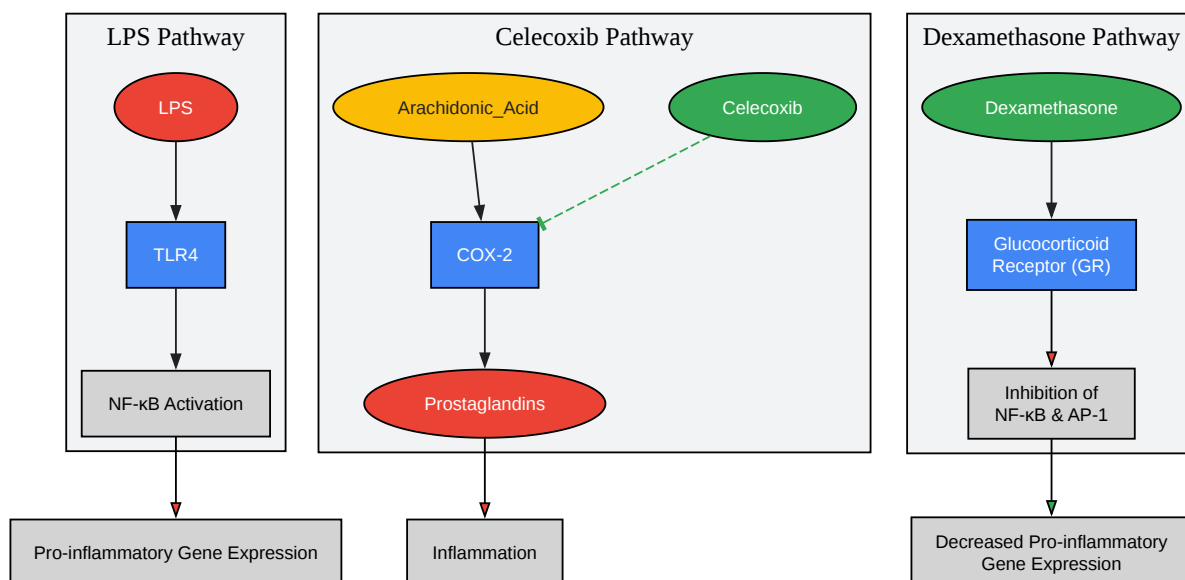 LPS Pathway
LPS
TLR4
NF-κB Activation
Pro-inflammatory Gene Expression
Celecoxib Pathway
Arachidonic_Acid
Celecoxib
COX-2
Prostaglandins
Inflammation
Dexamethasone Pathway
Dexamethasone
Glucocorticoid
Receptor (GR)
Inhibition of
NF-κB & AP-1
Decreased Pro-inflammatory
Gene Expression